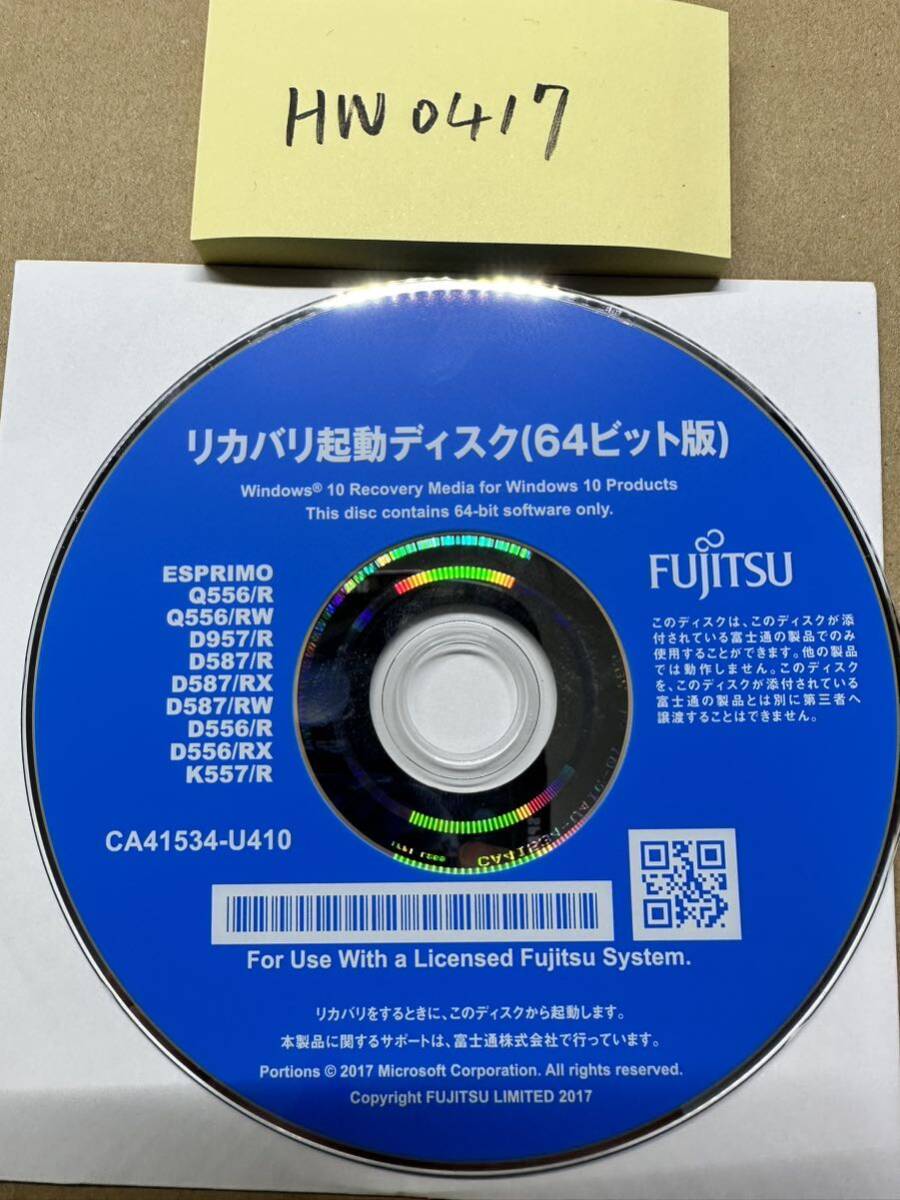 HW0417
リカバリ起動ディスク(64ビット版)
Windows® 10 Recovery Media for Windows 10 Products
This disc contains 64-bit software only.
ESPRIMO
Q556/R
Q556/RW
D957/R
D587/R
D587/RX
D587/RW
D556/R
D556/RX
K557/R
FUJITSU
このディスクは、このディスクが添
付されている富士通の製品でのみ
使用することができます。他の製品
では動作しません。このディスク
を、このディスクが添付されている
富士通の製品とは別に第三者へ
譲渡することはできません。
CA41534-U410
For Use With a Licensed Fujitsu System.
リカバリをするときに、このディスクから起動します。
本製品に関するサポートは、富士通株式会社で行っています。
Portions © 2017 Microsoft Corporation. All rights reserved.
Copyright FUJITSU LIMITED 2017